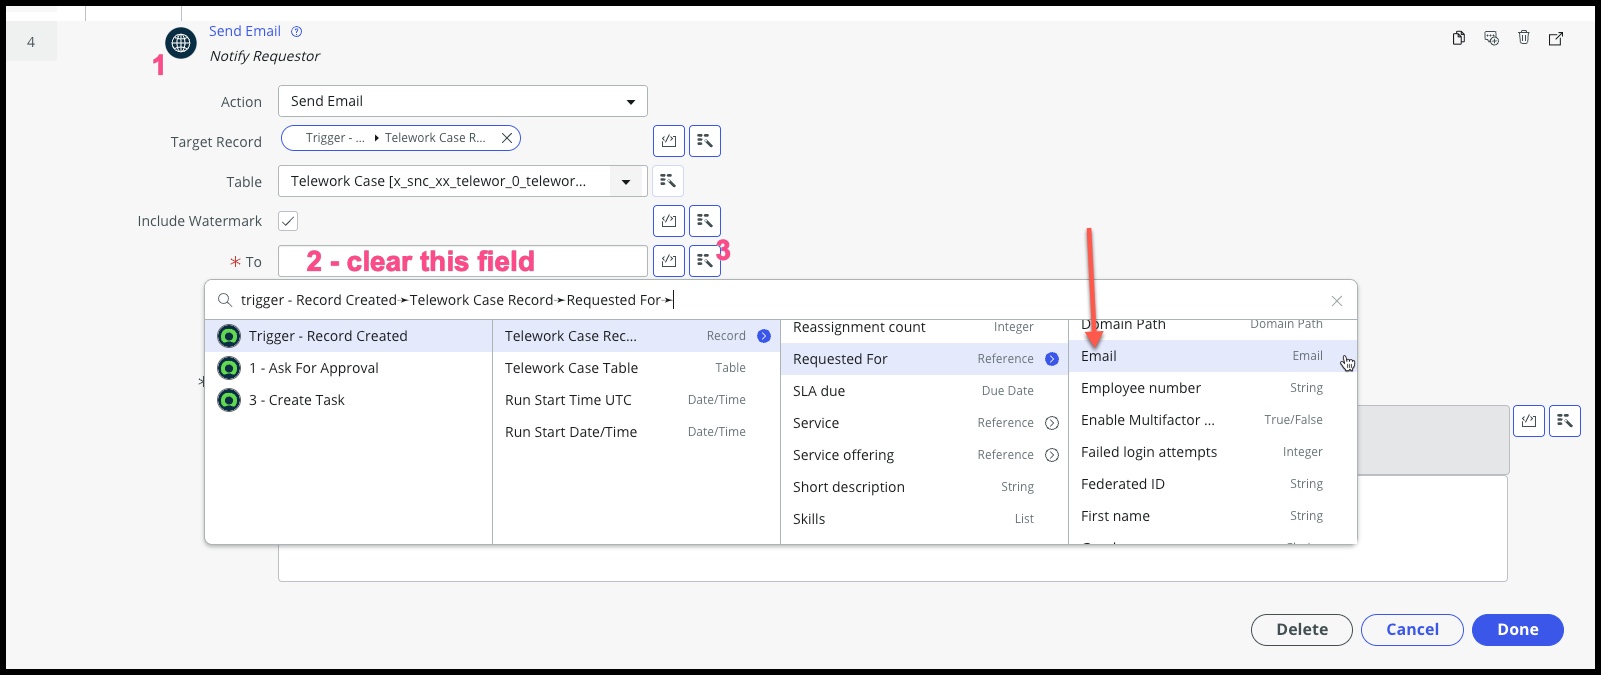 4
Send Email
1
Notify Requestor
Action
Send Email
Target Record
Trigger - ... Telework Case R...
Table
Telework Case [x_snc_xx_telewor_0_telewor...
Include Watermark
* To
2 - clear this field
3
trigger - Record Created➛Telework Case Record➛Requested For➛
Trigger - Record Created
1 - Ask For Approval
3 - Create Task
Telework Case Rec... Record
Telework Case Table Table
Run Start Time UTC Date/Time
Run Start Date/Time Date/Time
Reassignment count Integer
Requested For Reference
SLA due Due Date
Service Reference
Service offering Reference
Short description String
Skills List
Domain Path Domain Path
Email Email
Employee number String
Enable Multifactor ... True/False
Failed login attempts Integer
Federated ID String
First name String
*
Delete
Cancel
Done